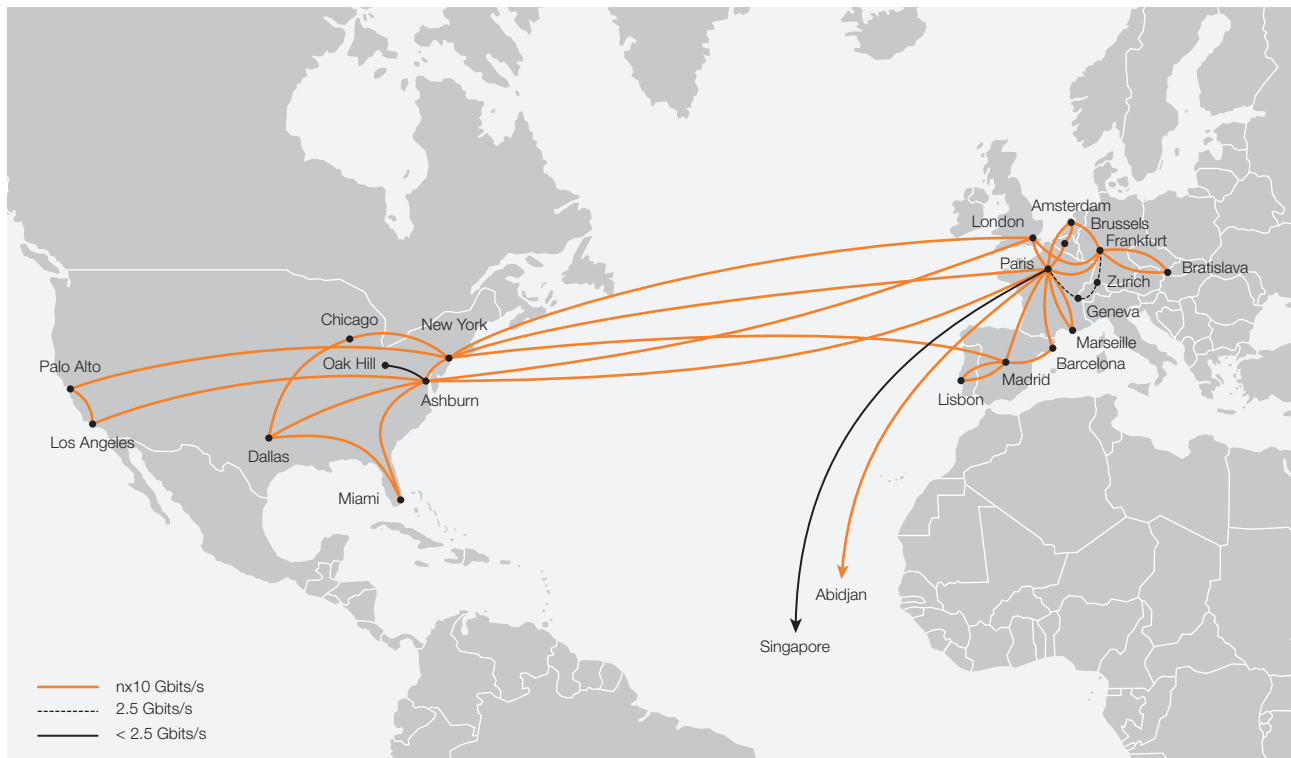 Amsterdam
London
Brussels
Frankfurt
Paris
Bratislava
Zurich
Geneva
Chicago
New York
Marseille
Oak Hill
Barcelona
Palo Alto
Madrid
Ashburn
Lisbon
Los Angeles
Dallas
Miami
Abidjan
Singapore
nx10 Gbits/s
2.5 Gbits/s
< 2.5 Gbits/s